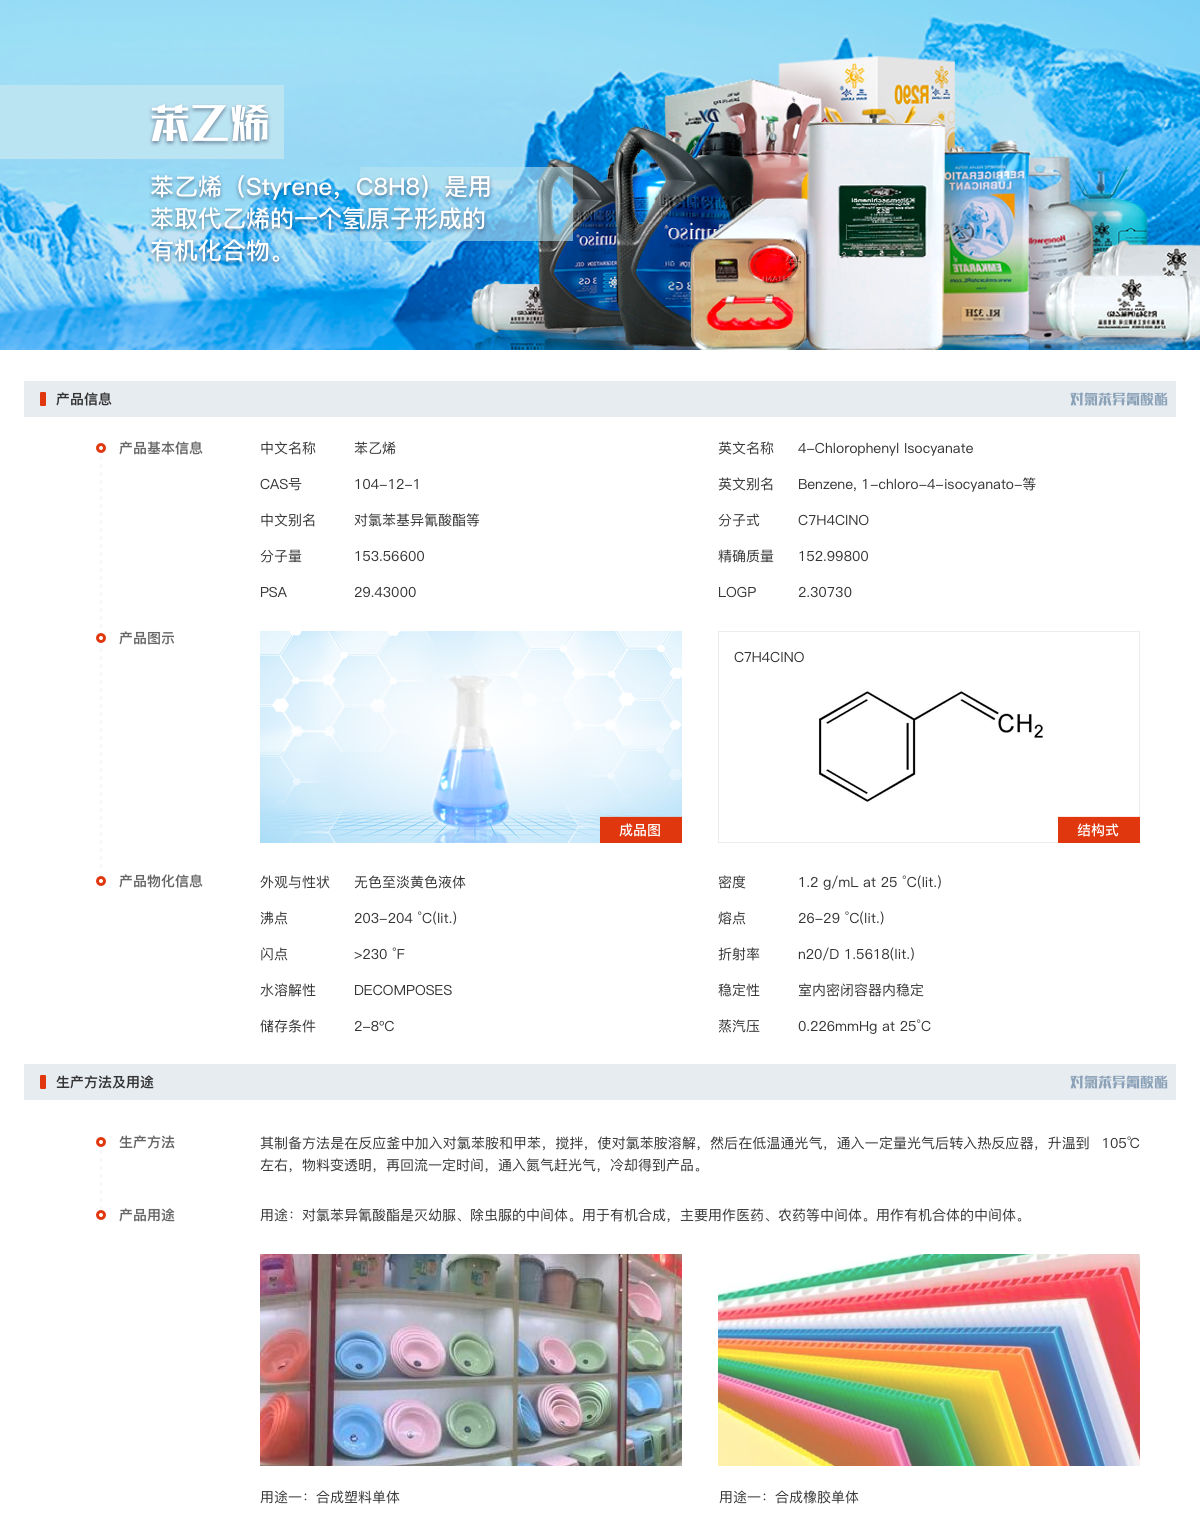 苯乙烯
苯乙烯（Styrene，C8H8）是用
苯取代乙烯的一个氢原子形成的
有机化合物。
R290
REFRIGERATION
LUBRICANT
EMKARATE
RL 32H
Honeywell
3 GS
3 GS
产品信息
对氯苯异氰酸酯
产品基本信息
中文名称 苯乙烯 英文名称 4-Chlorophenyl Isocyanate
CAS号 104-12-1 英文别名 Benzene, 1-chloro-4-isocyanato-等
中文别名 对氯苯基异氰酸酯等 分子式 C7H4ClNO
分子量 153.56600 精确质量 152.99800
PSA 29.43000 LOGP 2.30730
产品图示
C7H4ClNO
CH2
成品图
结构式
产品物化信息
外观与性状 无色至淡黄色液体 密度 1.2 g/mL at 25 °C(lit.)
沸点 203-204 °C(lit.) 熔点 26-29 °C(lit.)
闪点 >230 °F 折射率 n20/D 1.5618(lit.)
水溶解性 DECOMPOSES 稳定性 室内密闭容器内稳定
储存条件 2-8ºC 蒸汽压 0.226mmHg at 25°C
生产方法及用途
对氯苯异氰酸酯
生产方法
其制备方法是在反应釜中加入对氯苯胺和甲苯，搅拌，使对氯苯胺溶解，然后在低温通光气，通入一定量光气后转入热反应器，升温到 105℃
左右，物料变透明，再回流一定时间，通入氮气赶光气，冷却得到产品。
产品用途
用途：对氯苯异氰酸酯是灭幼脲、除虫脲的中间体。用于有机合成，主要用作医药、农药等中间体。用作有机合体的中间体。
用途一：合成塑料单体
用途一：合成橡胶单体